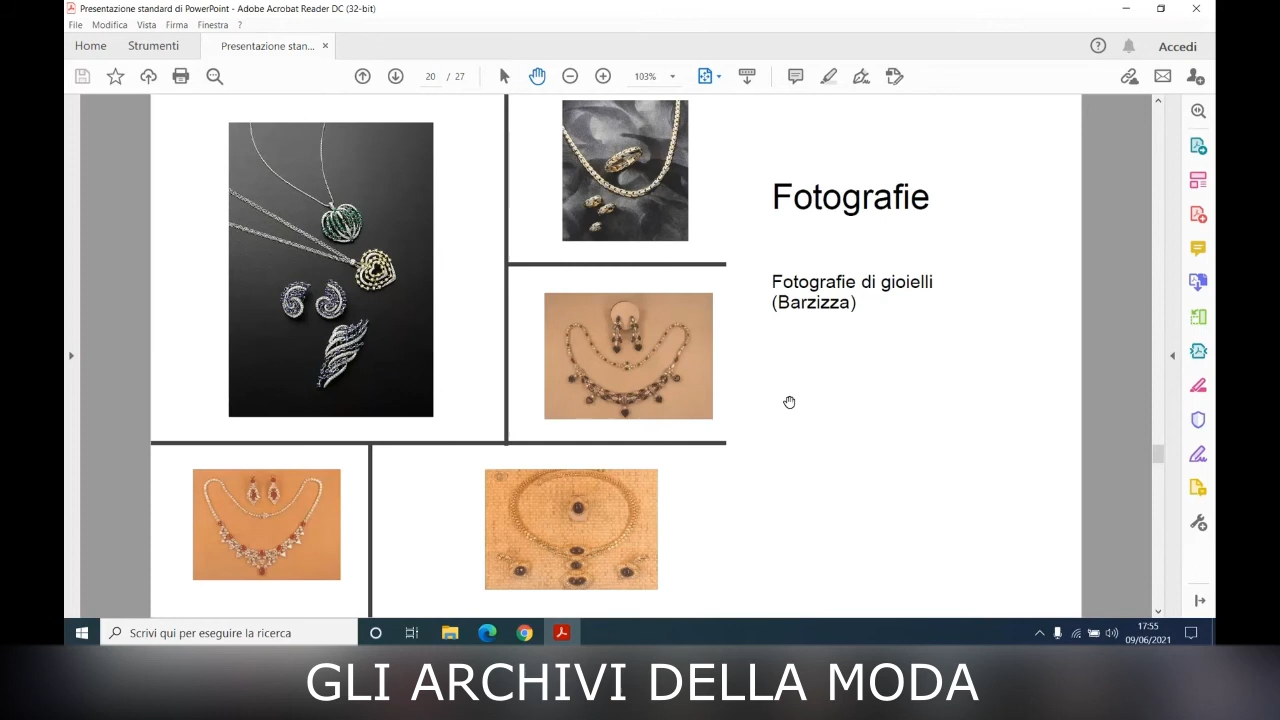 Presentazione standard di PowerPoint - Adobe Acrobat Reader DC (32-bit)
File Modifica Vista Firma Finestra ?
Home Strumenti Presentazione stan... × Accedi
20 / 27 103%
Fotografie
Fotografie di gioielli
(Barzizza)
Scrivi qui per eseguire la ricerca
17:55
09/06/2021
GLI ARCHIVI DELLA MODA